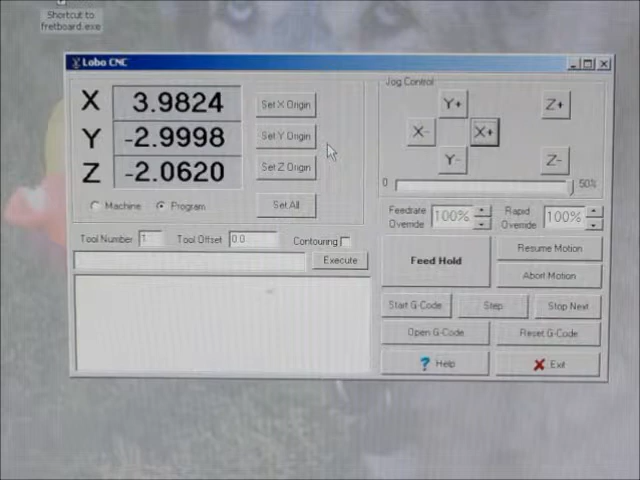 Shortcut to
fretboard.exe
Lobo CNC
X 3.9824 Set X Origin
Y -2.9998 Set Y Origin
Z -2.0620 Set Z Origin
Machine Program Set All
Tool Number 1 Tool Offset 0.0 Contouring
Execute
Jog Control
Y+ Z+
X- X+
Y- Z-
0 50%
Feedrate Override 100% Rapid Override 100%
Feed Hold Resume Motion
Abort Motion
Start G-Code Step Stop Next
Open G-Code Reset G-Code
? Help Exit